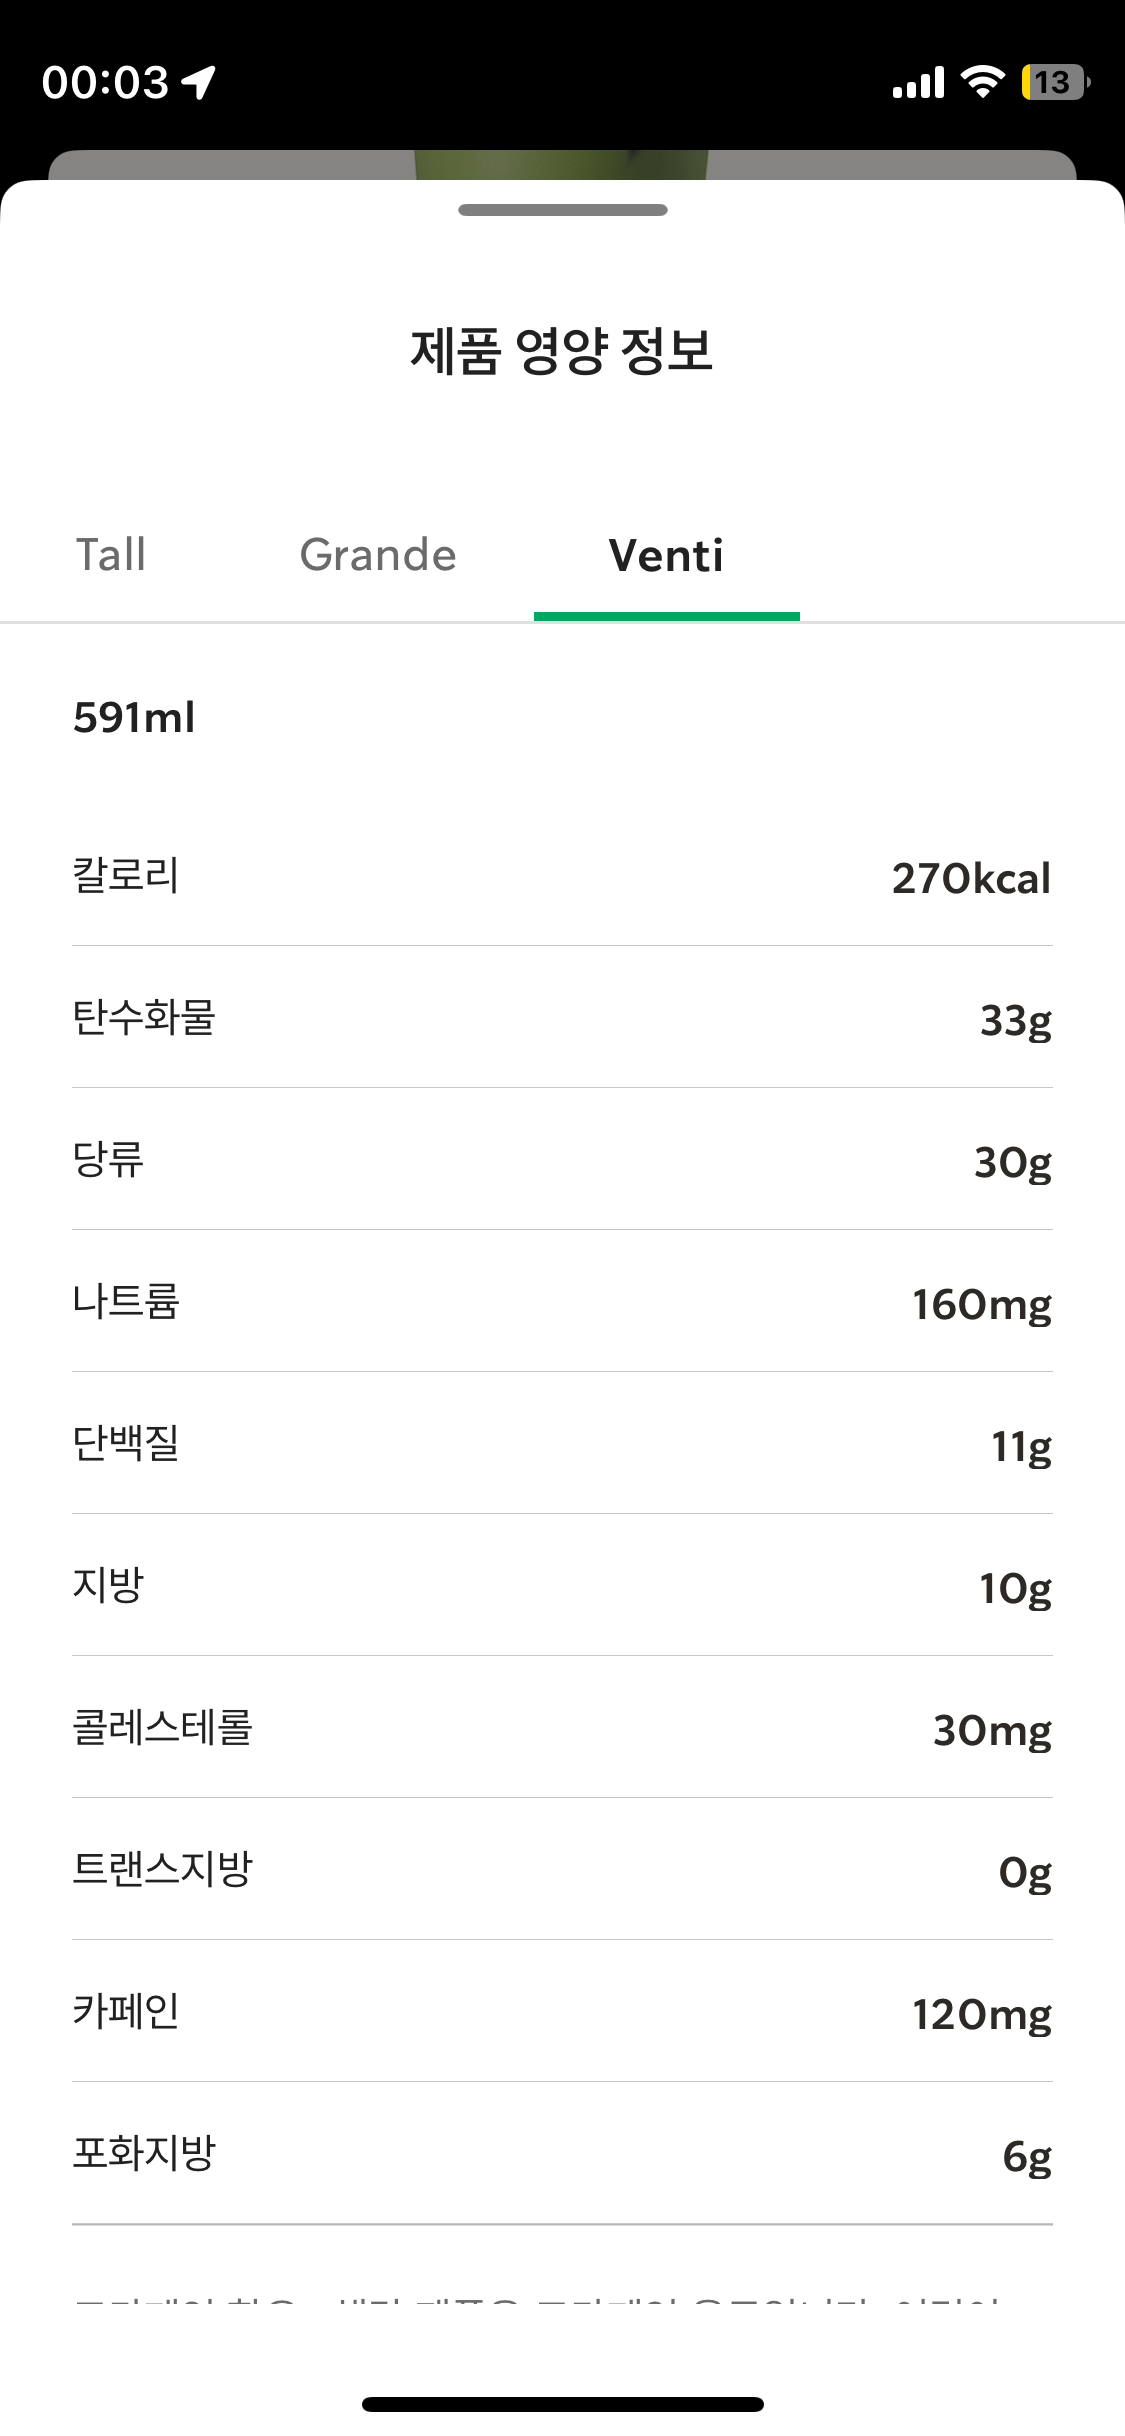 00:03
13
제품 영양 정보
Tall Grande Venti
591ml
칼로리 270kcal
탄수화물 33g
당류 30g
나트륨 160mg
단백질 11g
지방 10g
콜레스테롤 30mg
트랜스지방 0g
카페인 120mg
포화지방 6g